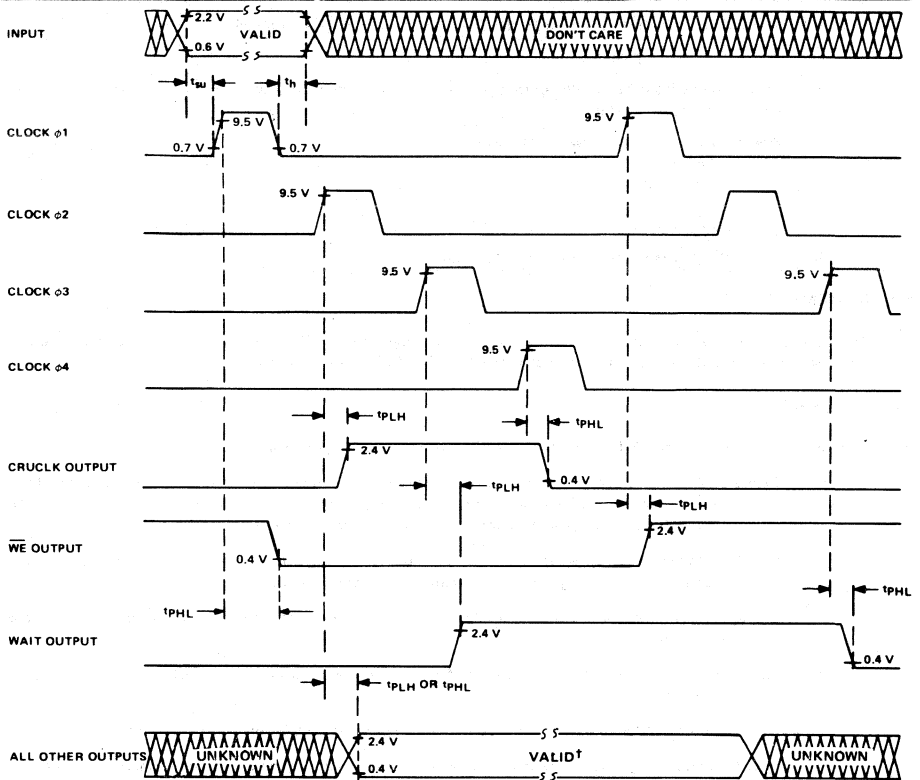 INPUT
2.2 V
VALID
0.6 V
DON'T CARE
tsu
th
CLOCK φ1
9.5 V
0.7 V
0.7 V
9.5 V
CLOCK φ2
9.5 V
CLOCK φ3
9.5 V
9.5 V
CLOCK φ4
9.5 V
tPLH
tPHL
CRUCLK OUTPUT
2.4 V
0.4 V
tPLH
tPLH
WE OUTPUT
0.4 V
2.4 V
tPHL
tPHL
WAIT OUTPUT
2.4 V
0.4 V
tPLH OR tPHL
ALL OTHER OUTPUTS
UNKNOWN
2.4 V
0.4 V
VALID†
UNKNOWN